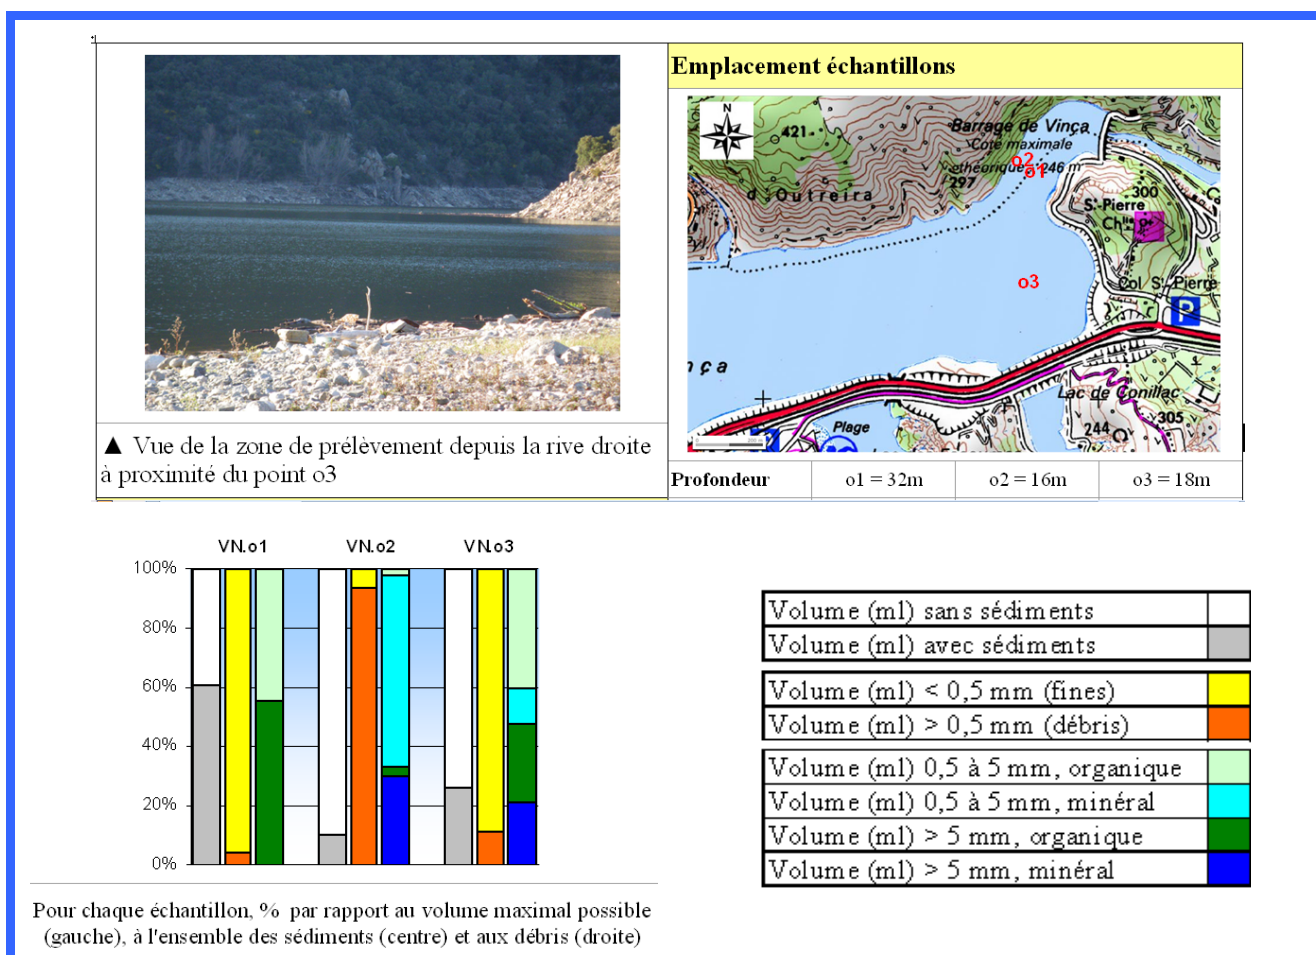 Emplacement échantillons
N
421
Barrage de Vinça
Cote maximale
théorique 246 m
o2
o1
297
d'Outreira
300
St-Pierre
Chlle
o3
Col St-Pierre
P
nça
Lac de Conillac
305
244
Plage
▲ Vue de la zone de prélèvement depuis la rive droite
à proximité du point o3
Profondeur o1 = 32m o2 = 16m o3 = 18m
VN.o1 VN.o2 VN.o3
100%
80%
60%
40%
20%
0%
Volume (ml) sans sédiments
Volume (ml) avec sédiments
Volume (ml) < 0,5 mm (fines)
Volume (ml) > 0,5 mm (débris)
Volume (ml) 0,5 à 5 mm, organique
Volume (ml) 0,5 à 5 mm, minéral
Volume (ml) > 5 mm, organique
Volume (ml) > 5 mm, minéral
Pour chaque échantillon, % par rapport au volume maximal possible
(gauche), à l'ensemble des sédiments (centre) et aux débris (droite)